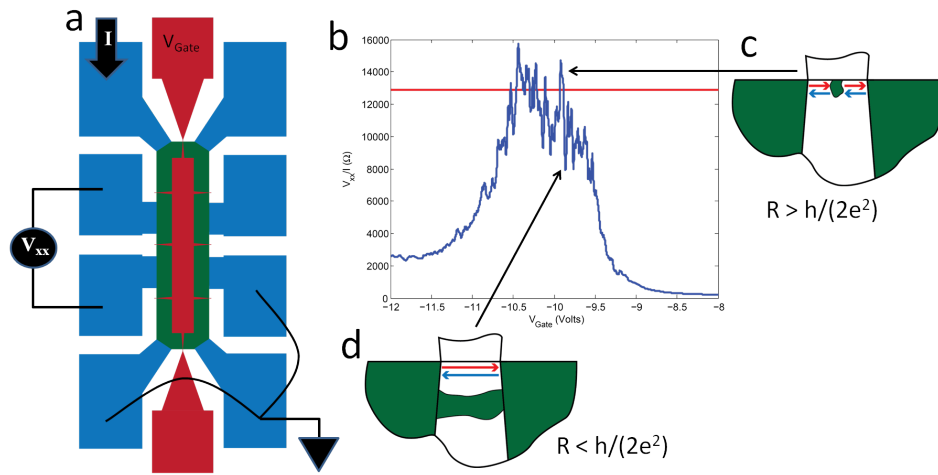 a
I
V_Gate
V_xx
b
V_xx/I (Ω)
16000
14000
12000
10000
8000
6000
4000
2000
0
−12
−11.5
−11
−10.5
−10
−9.5
−9
−8.5
−8
V_Gate (Volts)
c
R > h/(2e²)
d
R < h/(2e²)